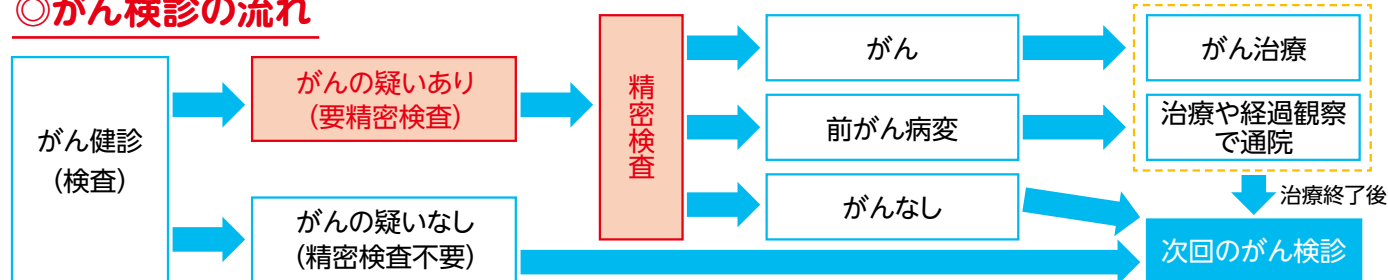 ◎がん検診の流れ
がん健診
(検査)
がんの疑いあり
(要精密検査)
がんの疑いなし
(精密検査不要)
精密検査
がん
前がん病変
がんなし
がん治療
治療や経過観察
で通院
治療終了後
次回のがん検診